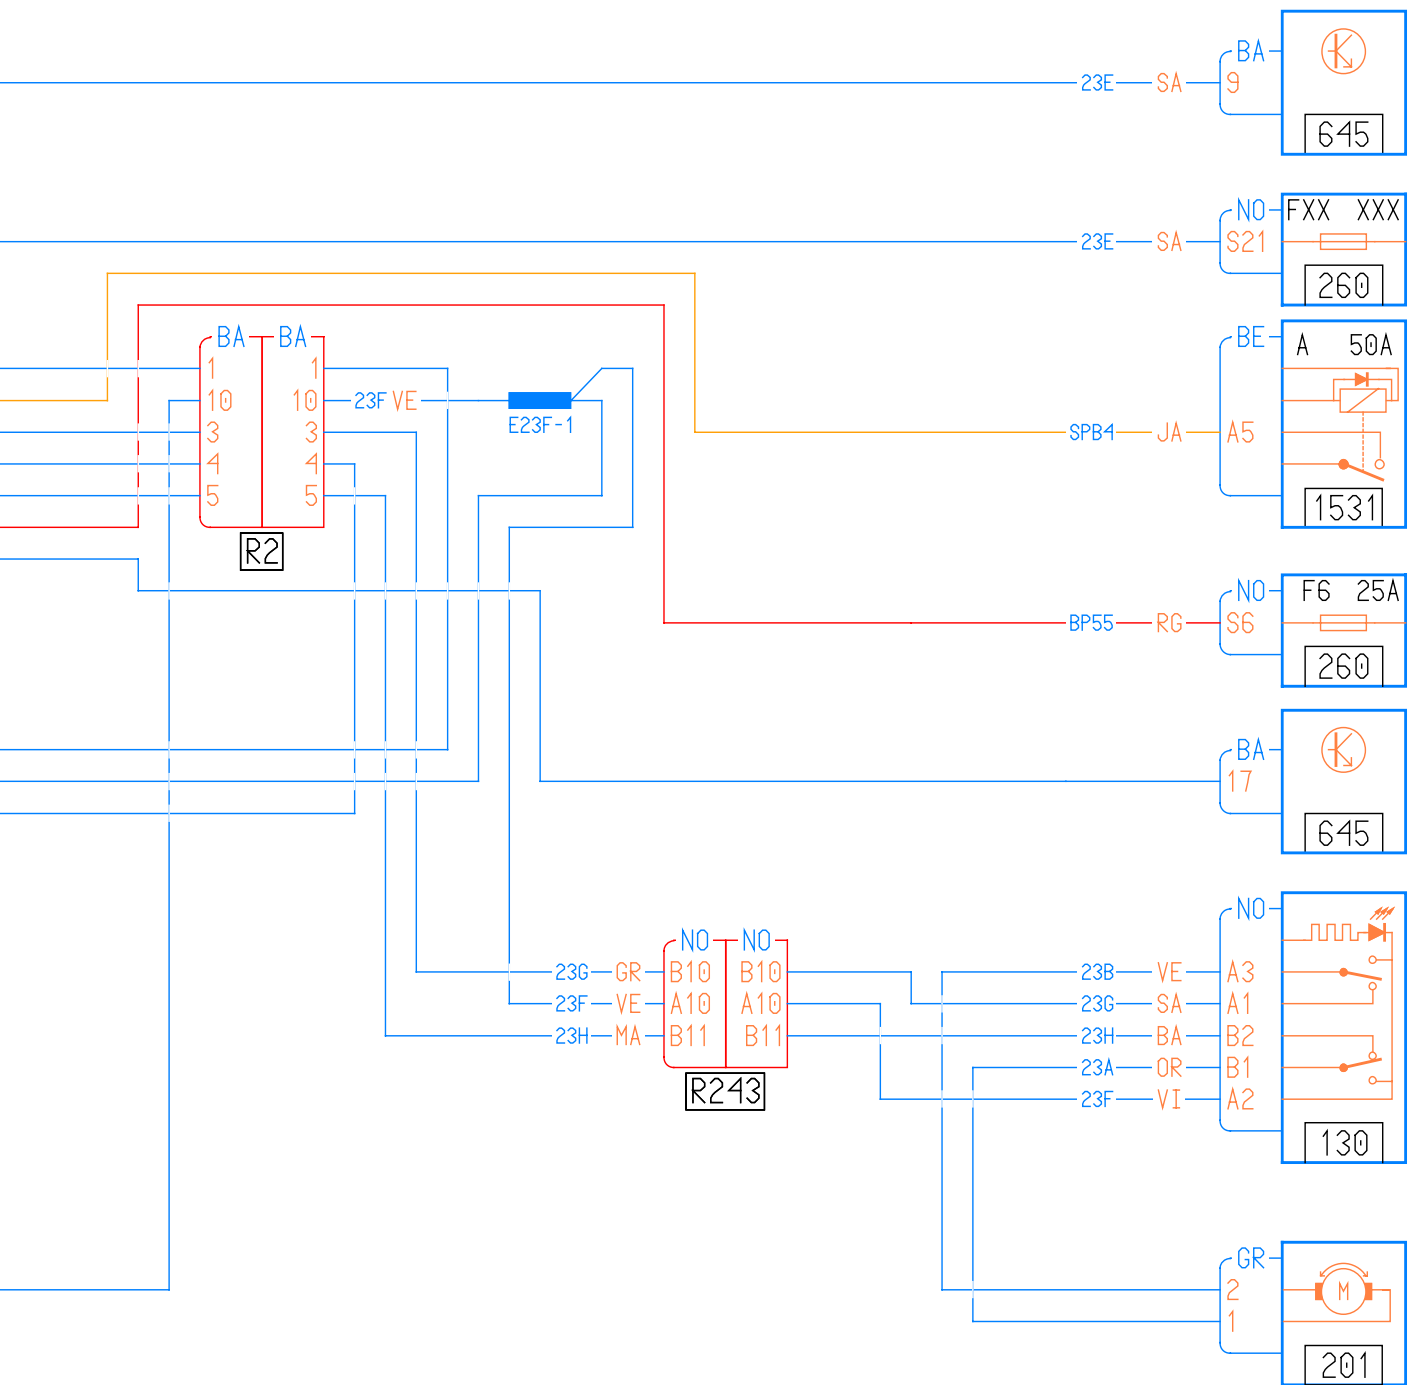 BA
23E SA 9
645
NO FXX XXX
23E SA S21
260
BA BA BE A 50A
1 1
10 10 23F VE
E23F-1
3 3 SPB4 JA A5
4 4
5 5
1531
R2
NO F6 25A
BP55 RG S6
260
BA
17
645
NO
NO NO
23G GR B10 B10 23B VE A3
23F VE A10 A10 23G SA A1
23H MA B11 B11 23H BA B2
23A OR B1
R243
23F VI A2
130
GR
2 M
1
201